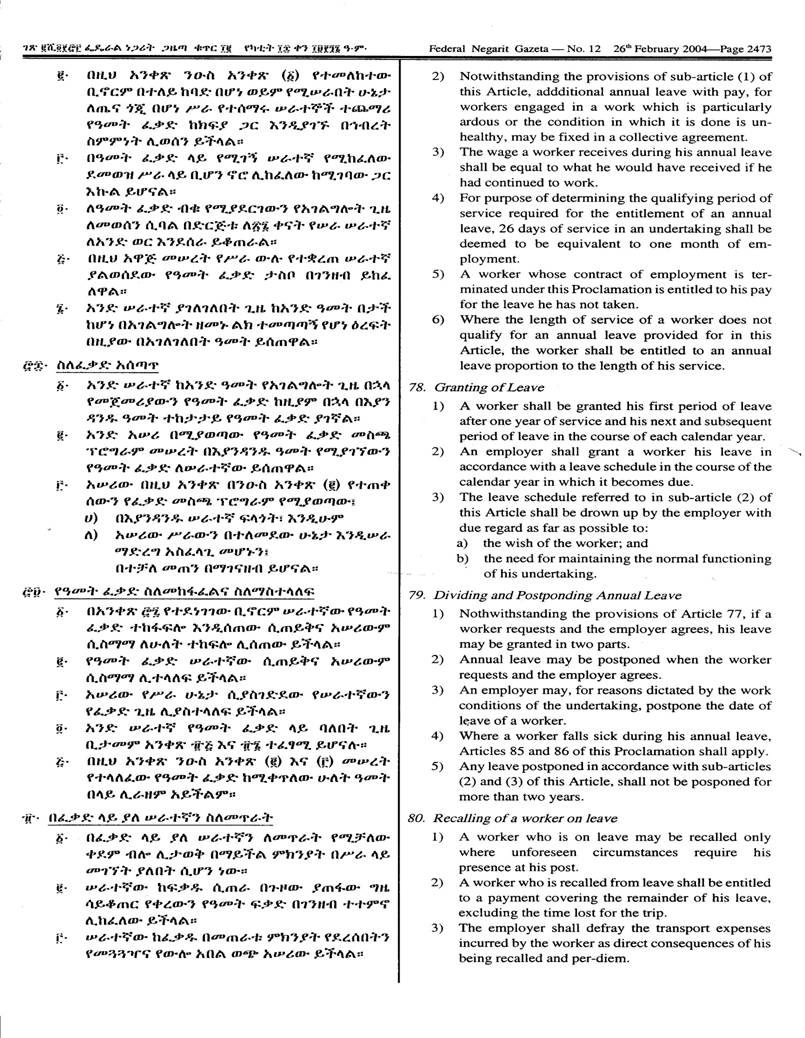 ገጽ ፪ሺ፬፻፸፫ ፌዴራል ነጋሪት ጋዜጣ ቁጥር ፲፪ የካቲት ፲፰ ቀን ፲፱፻፺፮ ዓ·ም·
፪· በዚህ አንቀጽ ንዑስ አንቀጽ (፩) የተመለከተው
ቢኖርም በተለይ ከባድ በሆነ ወይም የሚሠራበት ሁኔታ
ለጤና ጎጂ በሆነ ሥራ የተሰማሩ ሠራተኞች ተጨማሪ
የዓመት ፈቃድ ከክፍያ ጋር እንዲያገኙ በኅብረት
ስምምነት ሊወሰን ይችላል።
፫· በዓመት ፈቃድ ላይ የሚገኝ ሠራተኛ የሚከፈለው
ደመወዝ ሥራ ላይ ቢሆን ኖሮ ሊከፈለው ከሚገባው ጋር
እኩል ይሆናል።
፬· ለዓመት ፈቃድ ብቁ የሚያደርገውን የአገልግሎት ጊዜ
ለመወሰን ሲባል በድርጅቱ ለ፳፮ ቀናት የሠራ ሠራተኛ
ለአንድ ወር እንደሰራ ይቆጠራል።
፭· በዚህ አዋጅ መሠረት የሥራ ውሉ የተቋረጠ ሠራተኛ
ያልወሰደው የዓመት ፈቃድ ታስቦ በገንዘብ ይከፈ
ለዋል።
፮· አንድ ሠራተኛ ያገለገለበት ጊዜ ከአንድ ዓመት በታች
ከሆነ በአገልግሎት ዘመኑ ልክ ተመጣጣኝ የሆነ ዕረፍት
በዚያው በአገለገለበት ዓመት ይሰጠዋል።
፸፰· ስለፈቃድ አሰጣጥ
፩· አንድ ሠራተኛ ከአንድ ዓመት የአገልግሎት ጊዜ በኋላ
የመጀመሪያውን የዓመት ፈቃድ ከዚያም በኋላ በእያን
ዳንዱ ዓመት ተከታታይ የዓመት ፈቃድ ያገኛል።
፪· አንድ አሠሪ በሚያወጣው የዓመት ፈቃድ መስጫ
ፕሮግራም መሠረት በእያንዳንዱ ዓመት የሚያገኘውን
የዓመት ፈቃድ ለሠራተኛው ይሰጠዋል።
፫· አሠሪው በዚህ አንቀጽ በንዑስ አንቀጽ (፪) የተጠቀ
ሰውን የፈቃድ መስጫ ፕሮግራም የሚያወጣው፤
ሀ) በእያንዳንዱ ሠራተኛ ፍላጎት፣ እንዲሁም
ለ) አሠሪው ሥራውን በተለመደው ሁኔታ እንዲሠራ
ማድረግ አስፈላጊ መሆኑን፤
በተቻለ መጠን በማገናዘብ ይሆናል።
፸፱· የዓመት ፈቃድ ስለመከፋፈልና ስለማስተላለፍ
፩· በአንቀጽ ፸፯ የተደነገገው ቢኖርም ሠራተኛው የዓመት
ፈቃድ ተከፋፍሎ እንዲሰጠው ሲጠይቅና አሠሪውም
ሲስማማ ለሁለት ተከፍሎ ሊሰጠው ይችላል።
፪· የዓመት ፈቃድ ሠራተኛው ሲጠይቅና አሠሪውም
ሲስማማ ሊተላለፍ ይችላል።
፫· አሠሪው የሥራ ሁኔታ ሲያስገድደው የሠራተኛውን
የፈቃድ ጊዜ ሊያስተላለፍ ይችላል።
፬· አንድ ሠራተኛ የዓመት ፈቃድ ላይ ባለበት ጊዜ
ቢታመም አንቀጽ ፹፭ እና ፹፮ ተፈፃሚ ይሆናሉ።
፭· በዚህ አንቀጽ ንዑስ አንቀጽ (፪) እና (፫) መሠረት
የተላለፈው የዓመት ፈቃድ ከሚቀጥለው ሁለት ዓመት
በላይ ሊራዘም አይችልም።
፹· በፈቃድ ላይ ያለ ሠራተኛን ስለመጥራት
፩· በፈቃድ ላይ ያለ ሠራተኛን ለመጥራት የሚቻለው
ቀደም ብሎ ሊታወቅ በማይችል ምክንያት በሥራ ላይ
መገኘት ያለበት ሲሆን ነው።
፪· ሠራተኛው ከፍቃዱ ሲጠራ በጉዞው ያጠፋው ግዜ
ሳይቆጠር የቀረውን የዓመት ፍቃድ በገንዘብ ተተምኖ
ሊከፈለው ይችላል።
፫· ሠራተኛው ከፈቃዱ በመጠራቱ ምክንያት የደረሰበትን
የመጓጓዣና የውሎ አበል ወጭ አሠሪው ይችላል።
Federal Negarit Gazeta — No. 12 26th February 2004—Page 2473
2) Notwithstanding the provisions of sub-article (1) of
this Article, addditional annual leave with pay, for
workers engaged in a work which is particularly
ardous or the condition in which it is done is un-
healthy, may be fixed in a collective agreement.
3) The wage a worker receives during his annual leave
shall be equal to what he would have received if he
had continued to work.
4) For purpose of determining the qualifying period of
service required for the entitlement of an annual
leave, 26 days of service in an undertaking shall be
deemed to be equivalent to one month of em-
ployment.
5) A worker whose contract of employment is ter-
minated under this Proclamation is entitled to his pay
for the leave he has not taken.
6) Where the length of service of a worker does not
qualify for an annual leave provided for in this
Article, the worker shall be entitled to an annual
leave proportion to the length of his service.
78. Granting of Leave
1) A worker shall be granted his first period of leave
after one year of service and his next and subsequent
period of leave in the course of each calendar year.
2) An employer shall grant a worker his leave in
accordance with a leave schedule in the course of the
calendar year in which it becomes due.
3) The leave schedule referred to in sub-article (2) of
this Article shall be drown up by the employer with
due regard as far as possible to:
a) the wish of the worker; and
b) the need for maintaining the normal functioning
of his undertaking.
79. Dividing and Postponding Annual Leave
1) Nothwithstanding the provisions of Article 77, if a
worker requests and the employer agrees, his leave
may be granted in two parts.
2) Annual leave may be postponed when the worker
requests and the employer agrees.
3) An employer may, for reasons dictated by the work
conditions of the undertaking, postpone the date of
leave of a worker.
4) Where a worker falls sick during his annual leave,
Articles 85 and 86 of this Proclamation shall apply.
5) Any leave postponed in accordance with sub-articles
(2) and (3) of this Article, shall not be posponed for
more than two years.
80. Recalling of a worker on leave
1) A worker who is on leave may be recalled only
where unforeseen circumstances require his
presence at his post.
2) A worker who is recalled from leave shall be entitled
to a payment covering the remainder of his leave,
excluding the time lost for the trip.
3) The employer shall defray the transport expenses
incurred by the worker as direct consequences of his
being recalled and per-diem.